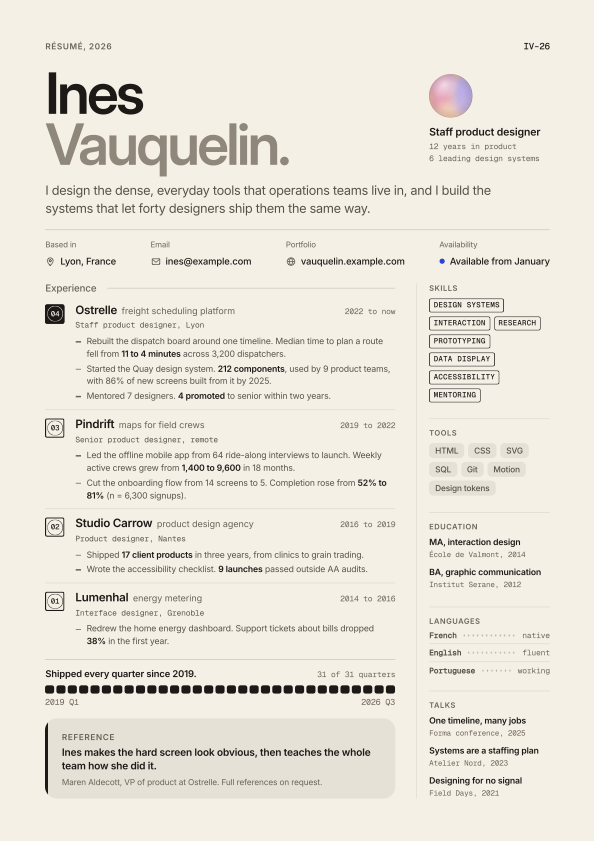 RÉSUMÉ, 2026
IV-26
Ines
Vauquelin.
Staff product designer
12 years in product
6 leading design systems
I design the dense, everyday tools that operations teams live in, and I build the
systems that let forty designers ship them the same way.
Based in
Lyon, France
Email
ines@example.com
Portfolio
vauquelin.example.com
Availability
Available from January
Experience
04
Ostrelle freight scheduling platform
2022 to now
Staff product designer, Lyon
– Rebuilt the dispatch board around one timeline. Median time to plan a route
fell from 11 to 4 minutes across 3,200 dispatchers.
– Started the Quay design system. 212 components, used by 9 product teams,
with 86% of new screens built from it by 2025.
– Mentored 7 designers. 4 promoted to senior within two years.
03
Pindrift maps for field crews
2019 to 2022
Senior product designer, remote
– Led the offline mobile app from 64 ride-along interviews to launch. Weekly
active crews grew from 1,400 to 9,600 in 18 months.
– Cut the onboarding flow from 14 screens to 5. Completion rose from 52% to
81% (n = 6,300 signups).
02
Studio Carrow product design agency
2016 to 2019
Product designer, Nantes
– Shipped 17 client products in three years, from clinics to grain trading.
– Wrote the accessibility checklist. 9 launches passed outside AA audits.
01
Lumenhal energy metering
2014 to 2016
Interface designer, Grenoble
– Redrew the home energy dashboard. Support tickets about bills dropped
38% in the first year.
Shipped every quarter since 2019.
31 of 31 quarters
2019 Q1
2026 Q3
REFERENCE
Ines makes the hard screen look obvious, then teaches the whole
team how she did it.
Maren Aldecott, VP of product at Ostrelle. Full references on request.
SKILLS
DESIGN SYSTEMS
INTERACTION RESEARCH
PROTOTYPING
DATA DISPLAY
ACCESSIBILITY
MENTORING
TOOLS
HTML CSS SVG
SQL Git Motion
Design tokens
EDUCATION
MA, interaction design
École de Valmont, 2014
BA, graphic communication
Institut Serane, 2012
LANGUAGES
French ············ native
English ············ fluent
Portuguese ······· working
TALKS
One timeline, many jobs
Forma conference, 2025
Systems are a staffing plan
Atelier Nord, 2023
Designing for no signal
Field Days, 2021